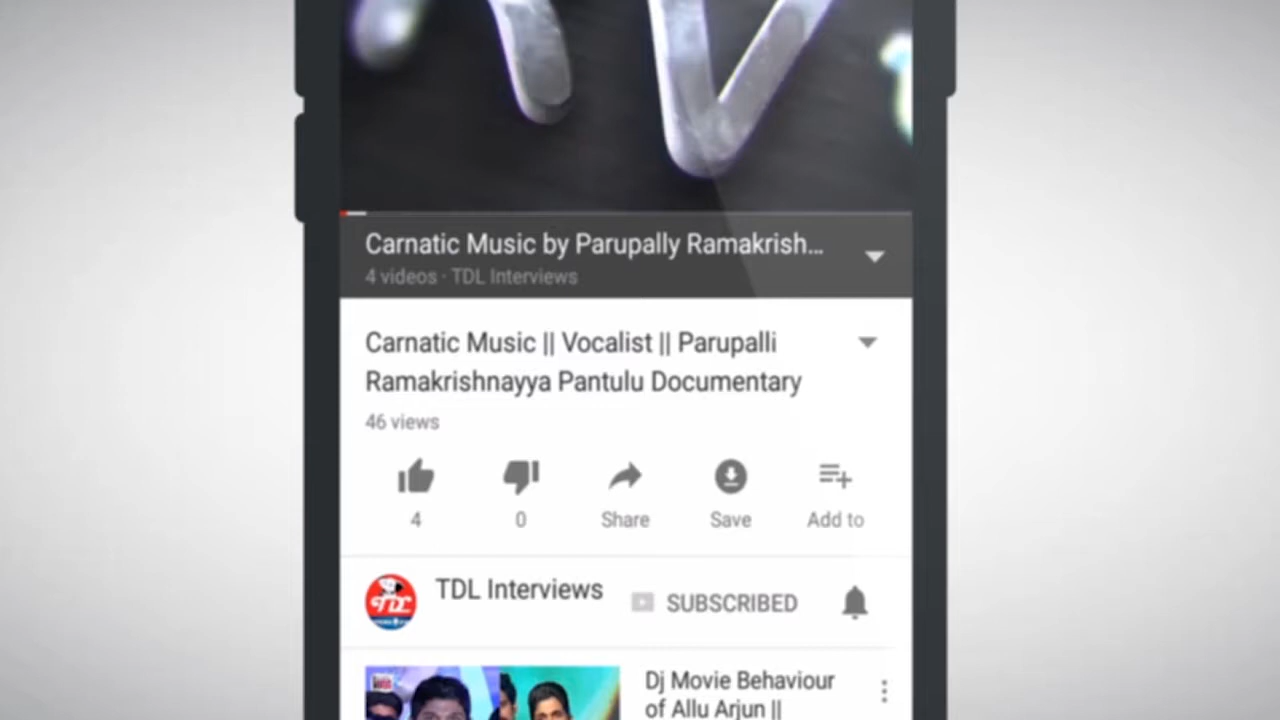 Carnatic Music by Parupally Ramakrish...
4 videos · TDL Interviews
Carnatic Music || Vocalist || Parupalli
Ramakrishnayya Pantulu Documentary
46 views
4
0
Share
Save
Add to
TDL Interviews
SUBSCRIBED
TDL
Dj Movie Behaviour
of Allu Arjun ||